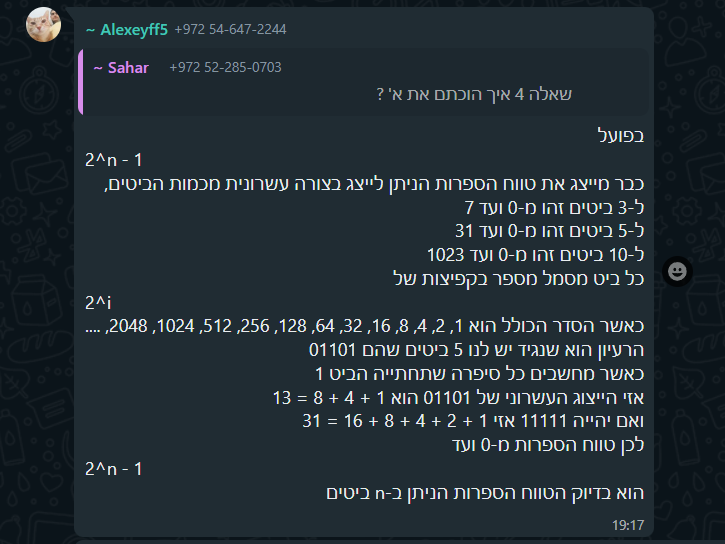 ~ Alexeyff5 +972 54-647-2244
~ Sahar +972 52-285-0703
שאלה 4 איך הוכתם את א' ?
בפועל
2^n - 1
כבר מייצג את טווח הספרות הניתן לייצג בצורה עשרונית מכמות הביטים,
ל-3 ביטים זהו מ-0 ועד 7
ל-5 ביטים זהו מ-0 ועד 31
ל-10 ביטים זהו מ-0 ועד 1023
כל ביט מסמל מספר בקפיצות של
2^i
כאשר הסדר הכולל הוא 1, 2, 4, 8, 16, 32, 64, 128, 256, 512, 1024, 2048, ....
הרעיון הוא שנגיד יש לנו 5 ביטים שהם 01101
כאשר מחשבים כל סיפרה שתחתייה הביט 1
אזי הייצוג העשרוני של 01101 הוא 1 + 4 + 8 = 13
ואם יהייה 11111 אזי 1 + 2 + 4 + 8 + 16 = 31
לכן טווח הספרות מ-0 ועד
2^n - 1
הוא בדיוק הטווח הספרות הניתן ב-n ביטים
19:17